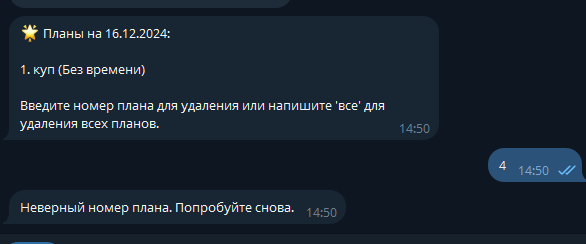 🌟 Планы на 16.12.2024:
1. куп (Без времени)
Введите номер плана для удаления или напишите 'все' для
удаления всех планов.
14:50
4
14:50
Неверный номер плана. Попробуйте снова.
14:50